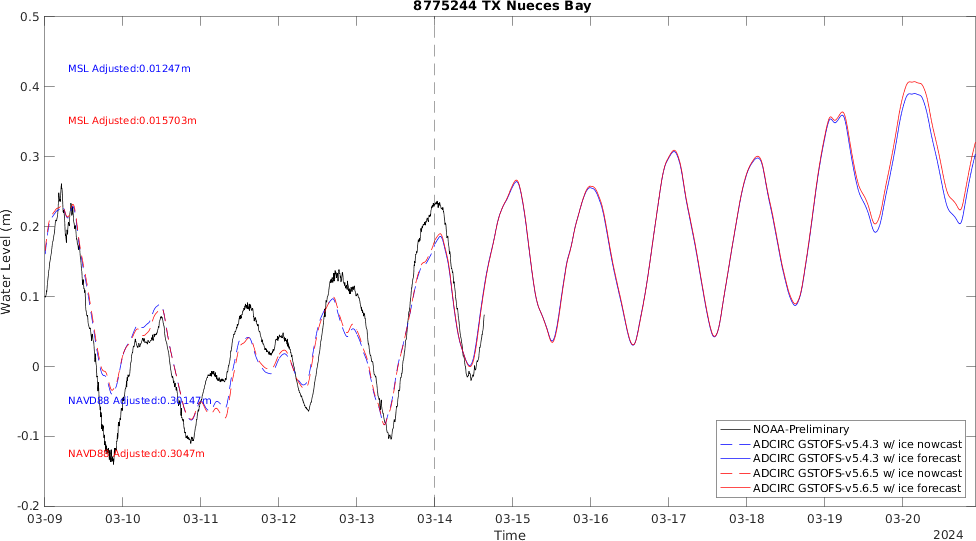 8775244 TX Nueces Bay
0.5
0.4
0.3
0.2
0.1
0
-0.1
-0.2
Water Level (m)
MSL Adjusted:0.01247m
MSL Adjusted:0.015703m
NAVD88 Adjusted:0.30147m
NAVD88 Adjusted:0.3047m
NOAA-Preliminary
ADCIRC GSTOFS-v5.4.3 w/ ice nowcast
ADCIRC GSTOFS-v5.4.3 w/ ice forecast
ADCIRC GSTOFS-v5.6.5 w/ ice nowcast
ADCIRC GSTOFS-v5.6.5 w/ ice forecast
03-09 03-10 03-11 03-12 03-13 03-14 03-15 03-16 03-17 03-18 03-19 03-20
Time
2024